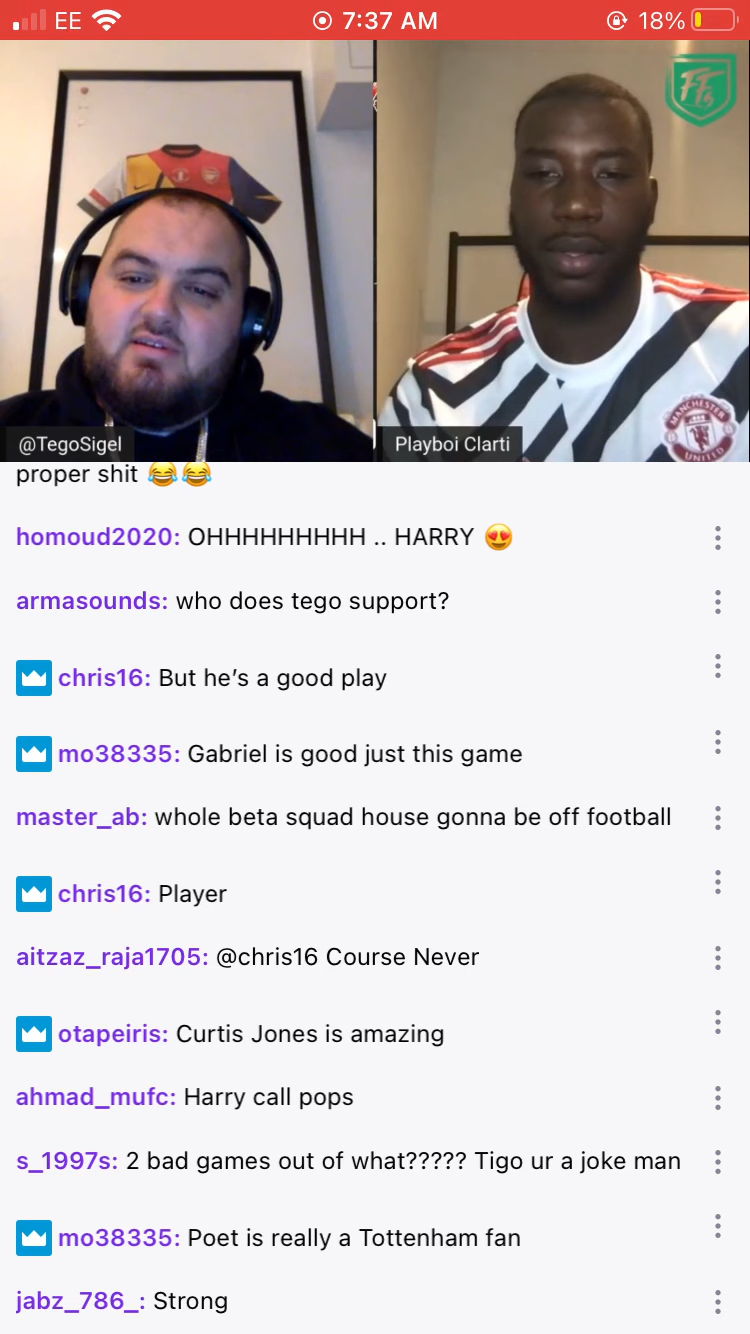 EE 7:37 AM 18%
FFS
@TegoSigel
Playboi Clarti
MANCHESTER
UNITED
proper shit 😂😂
homoud2020: OHHHHHHHHH .. HARRY 😍
armasounds: who does tego support?
chris16: But he’s a good play
mo38335: Gabriel is good just this game
master_ab: whole beta squad house gonna be off football
chris16: Player
aitzaz_raja1705: @chris16 Course Never
otapeiris: Curtis Jones is amazing
ahmad_mufc: Harry call pops
s_1997s: 2 bad games out of what????? Tigo ur a joke man
mo38335: Poet is really a Tottenham fan
jabz_786_: Strong